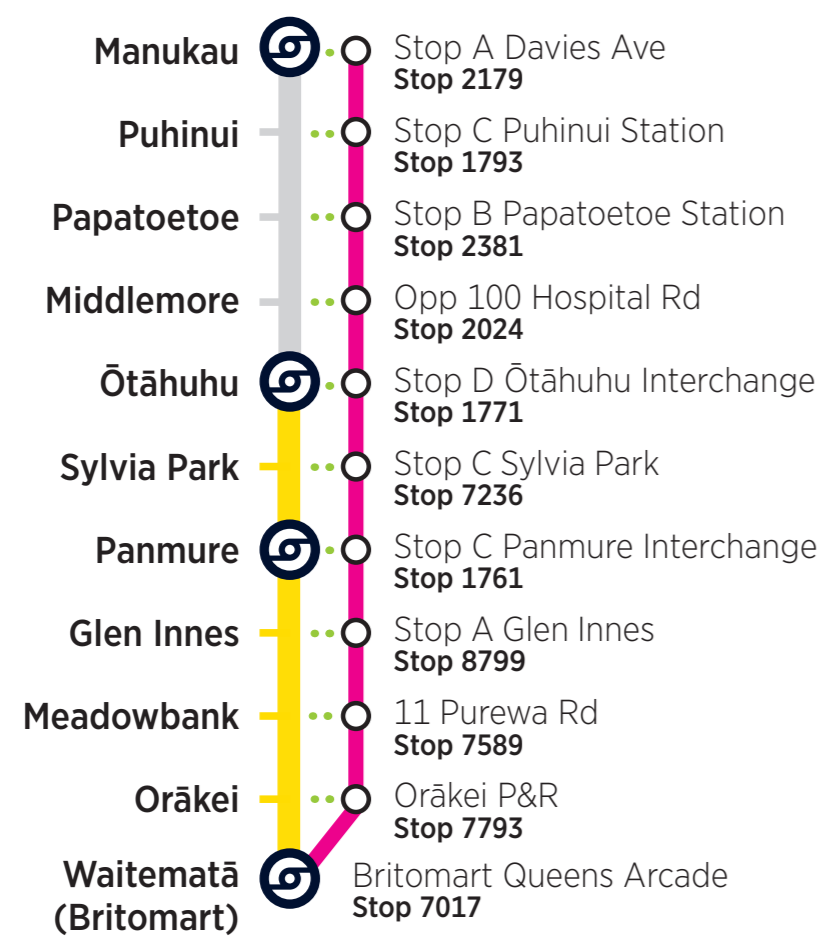 Manukau
Stop A Davies Ave
Stop 2179
Puhinui
Stop C Puhinui Station
Stop 1793
Papatoetoe
Stop B Papatoetoe Station
Stop 2381
Middlemore
Opp 100 Hospital Rd
Stop 2024
Ōtāhuhu
Stop D Ōtāhuhu Interchange
Stop 1771
Sylvia Park
Stop C Sylvia Park
Stop 7236
Panmure
Stop C Panmure Interchange
Stop 1761
Glen Innes
Stop A Glen Innes
Stop 8799
Meadowbank
11 Purewa Rd
Stop 7589
Orākei
Orākei P&R
Stop 7793
Waitematā
(Britomart)
Britomart Queens Arcade
Stop 7017